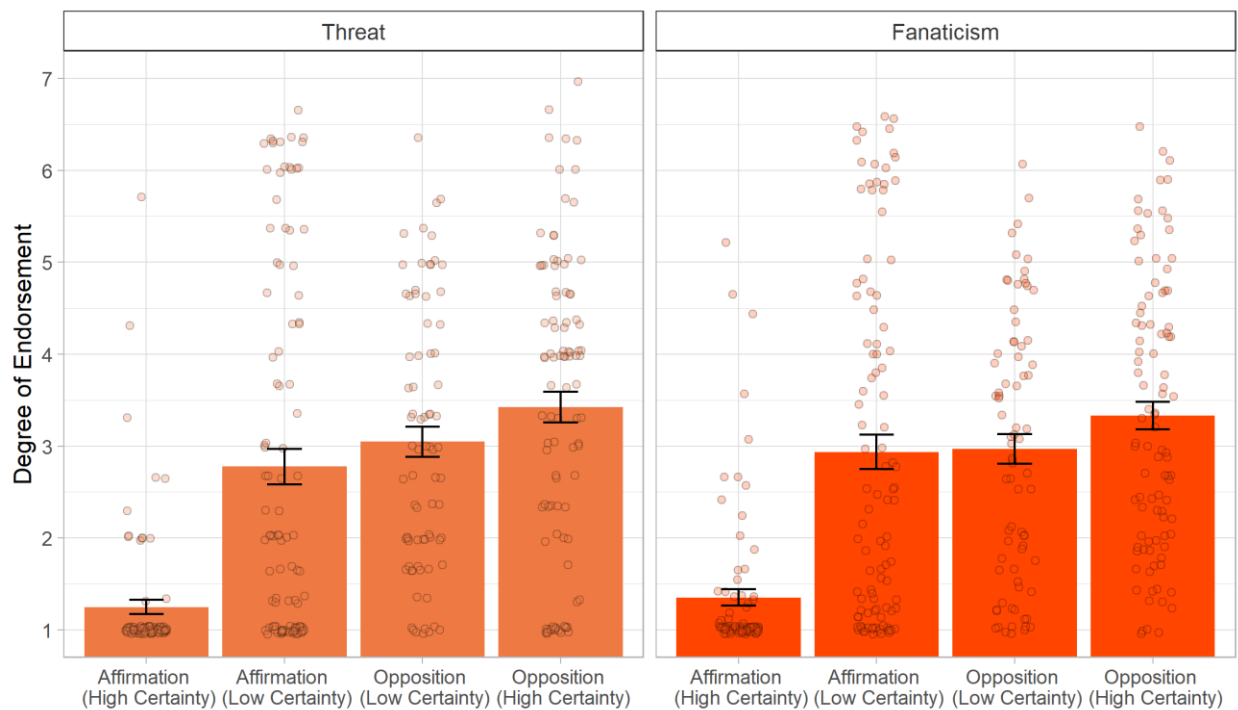 Threat
Fanaticism
Degree of Endorsement
7
6
5
4
3
2
1
Affirmation
(High Certainty)
Affirmation
(Low Certainty)
Opposition
(Low Certainty)
Opposition
(High Certainty)
Affirmation
(High Certainty)
Affirmation
(Low Certainty)
Opposition
(Low Certainty)
Opposition
(High Certainty)